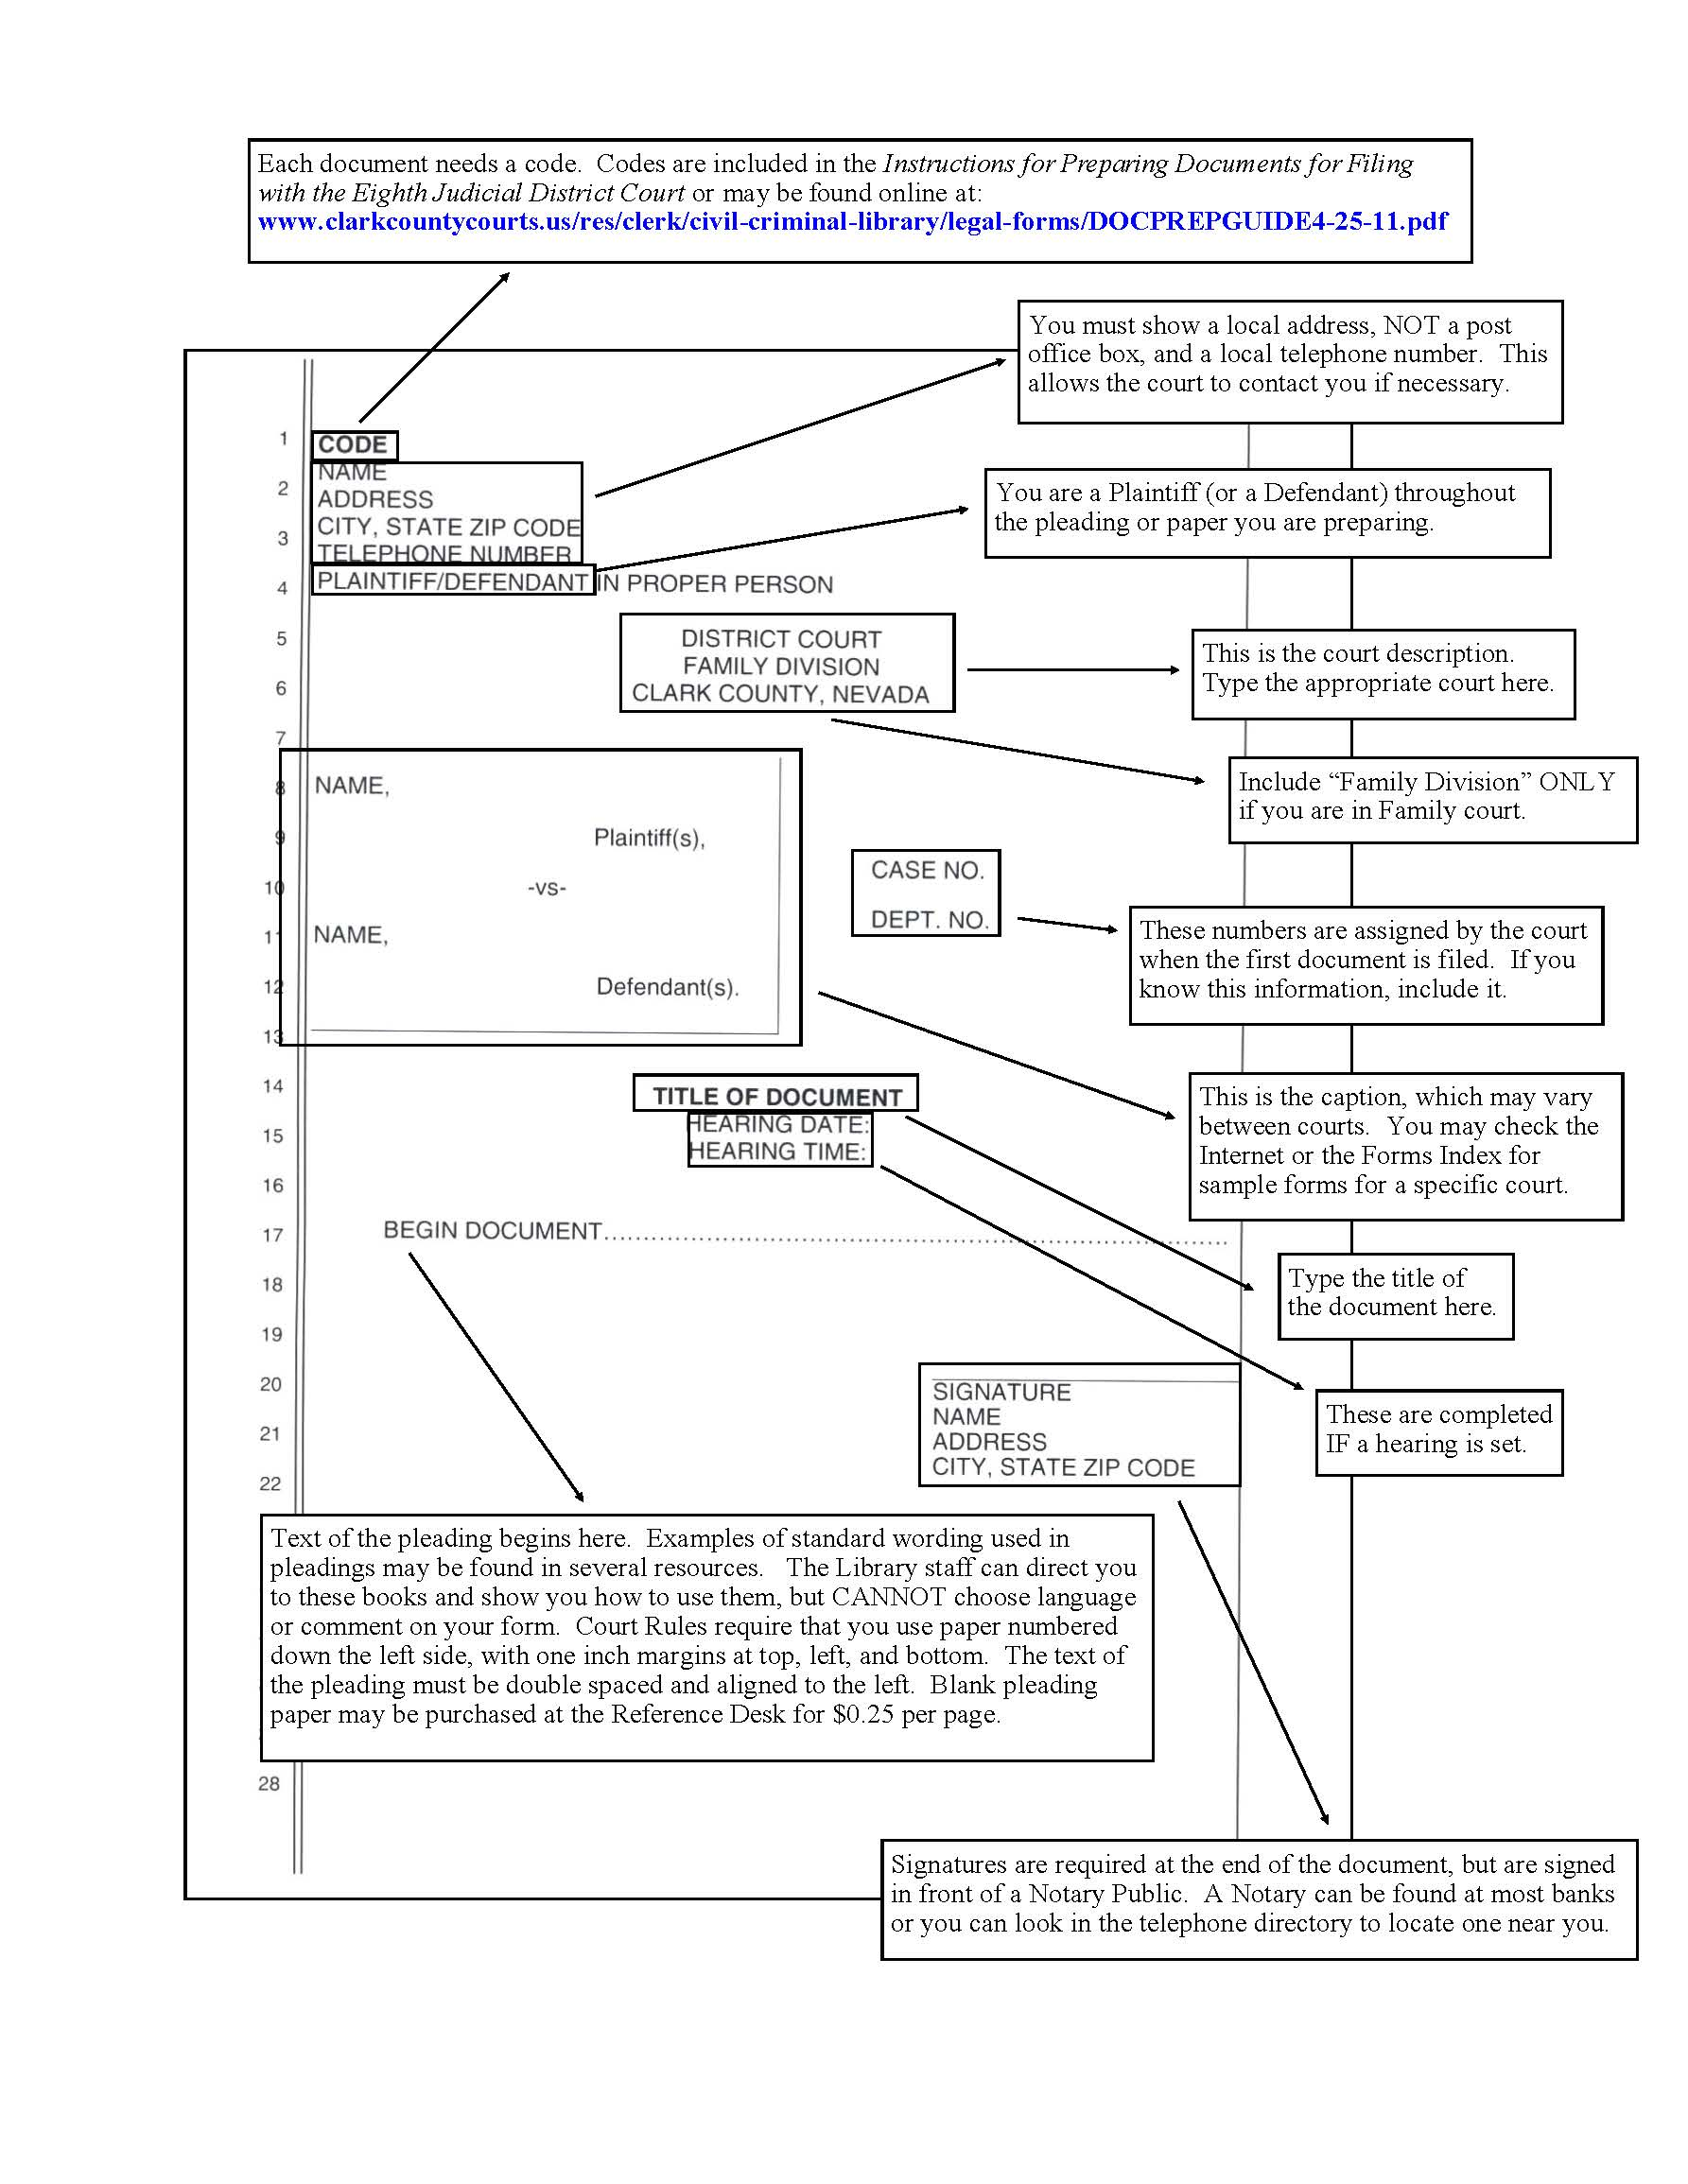 Each document needs a code.  Codes are included in the Instructions for Preparing Documents for Filing
with the Eighth Judicial District Court or may be found online at:
www.clarkcountycourts.us/res/clerk/civil-criminal-library/legal-forms/DOCPREPGUIDE4-25-11.pdf
You must show a local address, NOT a post
office box, and a local telephone number.  This
allows the court to contact you if necessary.
1 CODE
NAME
2 ADDRESS
CITY, STATE ZIP CODE
3
TELEPHONE NUMBER
4 PLAINTIFF/DEFENDANT IN PROPER PERSON
You are a Plaintiff (or a Defendant) throughout
the pleading or paper you are preparing.
5 DISTRICT COURT
FAMILY DIVISION
6 CLARK COUNTY, NEVADA
This is the court description.
Type the appropriate court here.
7
Include “Family Division” ONLY
if you are in Family court.
8 NAME,
9 Plaintiff(s),
10 -vs-
11 NAME,
12 Defendant(s).
13
CASE NO.
DEPT. NO.
These numbers are assigned by the court
when the first document is filed.  If you
know this information, include it.
This is the caption, which may vary
between courts.  You may check the
Internet or the Forms Index for
sample forms for a specific court.
14 TITLE OF DOCUMENT
15 HEARING DATE:
HEARING TIME:
16
17 BEGIN DOCUMENT......................................................................
18
Type the title of
the document here.
19
20
These are completed
IF a hearing is set.
SIGNATURE
NAME
21 ADDRESS
CITY, STATE ZIP CODE
22
Text of the pleading begins here.  Examples of standard wording used in
pleadings may be found in several resources.   The Library staff can direct you
to these books and show you how to use them, but CANNOT choose language
or comment on your form.  Court Rules require that you use paper numbered
down the left side, with one inch margins at top, left, and bottom.  The text of
the pleading must be double spaced and aligned to the left.  Blank pleading
paper may be purchased at the Reference Desk for $0.25 per page.
28
Signatures are required at the end of the document, but are signed
in front of a Notary Public.  A Notary can be found at most banks
or you can look in the telephone directory to locate one near you.